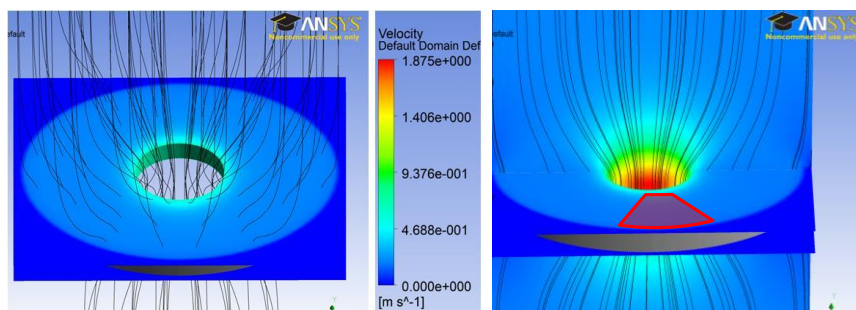 ANSYS
Noncommercial use only
efault
Velocity
Default Domain Def
1.875e+000
1.406e+000
9.376e-001
4.688e-001
0.000e+000
[m s^-1]
Y
default
ANSYS
Noncommercial use only